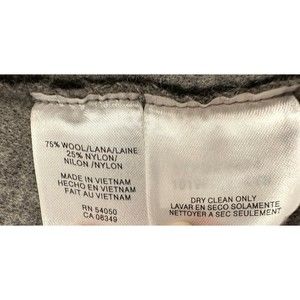 75% WOOL/LANA/LAINE
25% NYLON/
NILON /NYLON
MADE IN VIETNAM
HECHO EN VIETNAM
FAIT AU VIETNAM
RN 54050
CA 08349
DRY CLEAN ONLY
LAVAR EN SECO SOLAMENTE
NETTOYER A SEC SEULEMENT